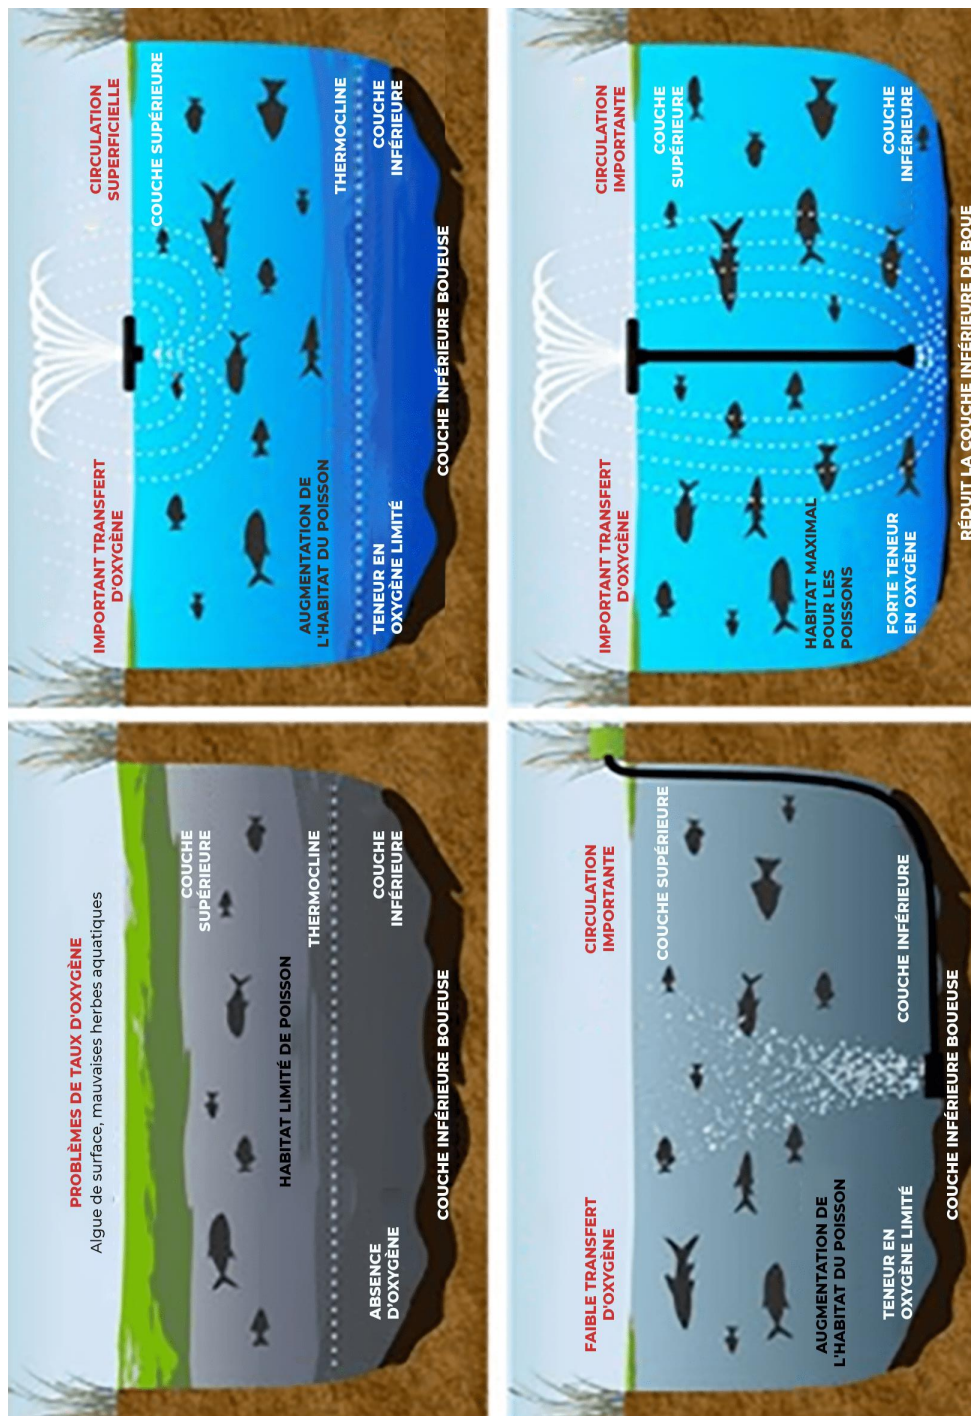 PROBLÈMES DE TAUX D'OXYGÈNE
Algue de surface, mauvaises herbes aquatiques
COUCHE
SUPÉRIEURE
HABITAT LIMITÉ DE POISSON
THERMOCLINE
ABSENCE
D'OXYGÈNE
COUCHE
INFÉRIEURE
COUCHE INFÉRIEURE BOUEUSE
IMPORTANT TRANSFERT
D'OXYGÈNE
CIRCULATION
SUPERFICIELLE
COUCHE SUPÉRIEURE
AUGMENTATION DE
L'HABITAT DU POISSON
THERMOCLINE
TENEUR EN
OXYGÈNE LIMITÉ
COUCHE
INFÉRIEURE
COUCHE INFÉRIEURE BOUEUSE
FAIBLE TRANSFERT
D'OXYGÈNE
CIRCULATION
IMPORTANTE
COUCHE SUPÉRIEURE
AUGMENTATION DE
L'HABITAT DU POISSON
TENEUR EN
OXYGÈNE LIMITÉ
COUCHE INFÉRIEURE
COUCHE INFÉRIEURE BOUEUSE
IMPORTANT TRANSFERT
D'OXYGÈNE
CIRCULATION
IMPORTANTE
COUCHE
SUPÉRIEURE
HABITAT MAXIMAL
POUR LES
POISSONS
FORTE TENEUR
EN OXYGÈNE
COUCHE
INFÉRIEURE
RÉDUIT LA COUCHE INFÉRIEURE DE BOUE